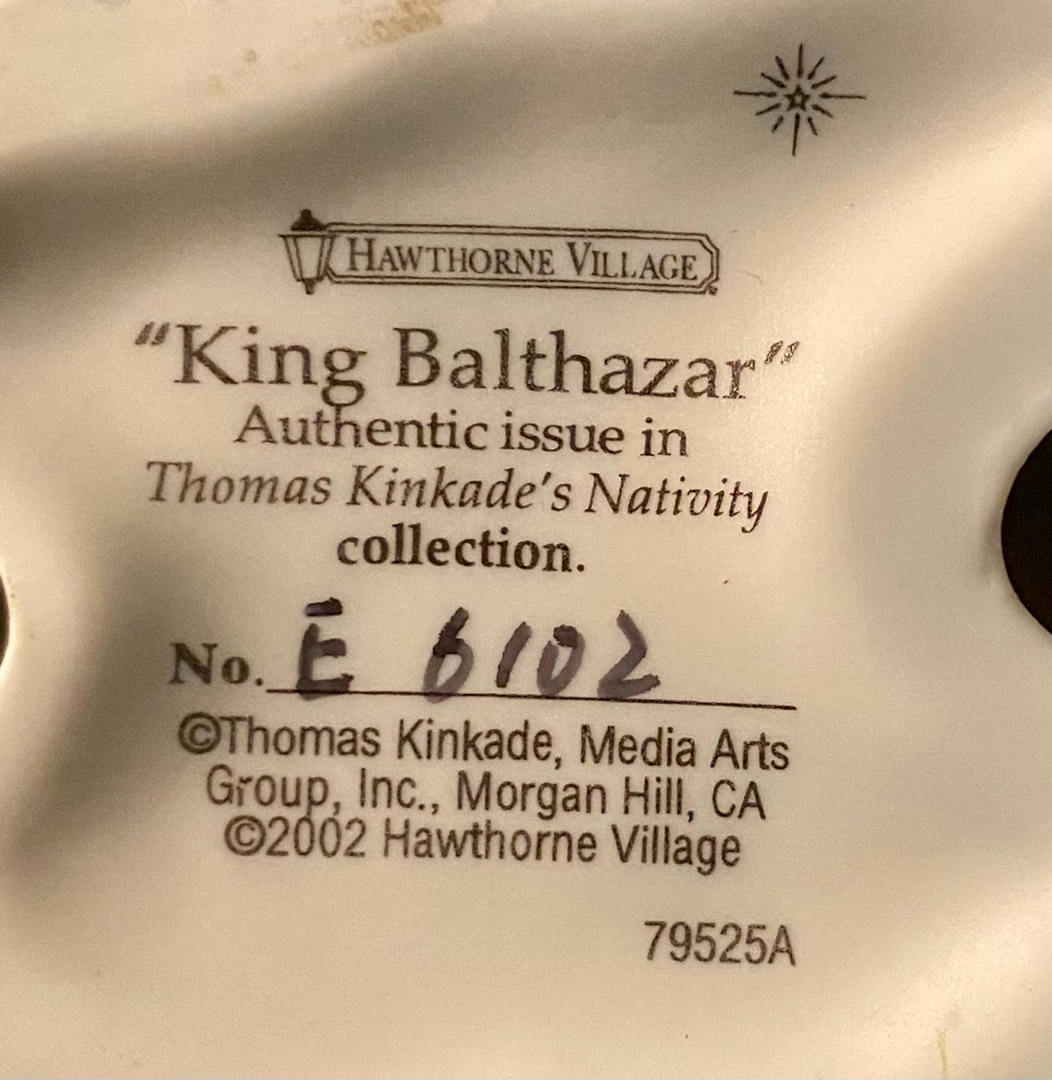 HAWTHORNE VILLAGE
“King Balthazar”
Authentic issue in
Thomas Kinkade's Nativity
collection.
No. E 6102
©Thomas Kinkade, Media Arts
Group, Inc., Morgan Hill, CA
©2002 Hawthorne Village
79525A